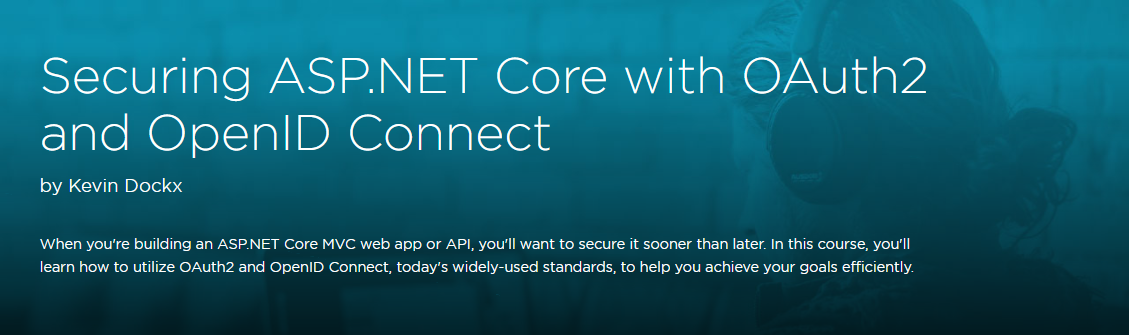 Securing ASP.NET Core with OAuth2
and OpenID Connect
by Kevin Dockx
When you're building an ASP.NET Core MVC web app or API, you'll want to secure it sooner than later. In this course, you'll
learn how to utilize OAuth2 and OpenID Connect, today's widely-used standards, to help you achieve your goals efficiently.